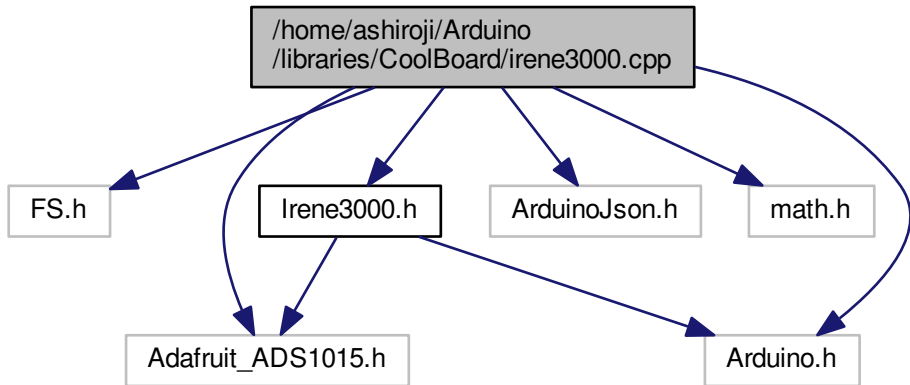 /home/ashiroji/Arduino
/libraries/CoolBoard/irene3000.cpp
FS.h
Irene3000.h
ArduinoJson.h
math.h
Adafruit_ADS1015.h
Arduino.h